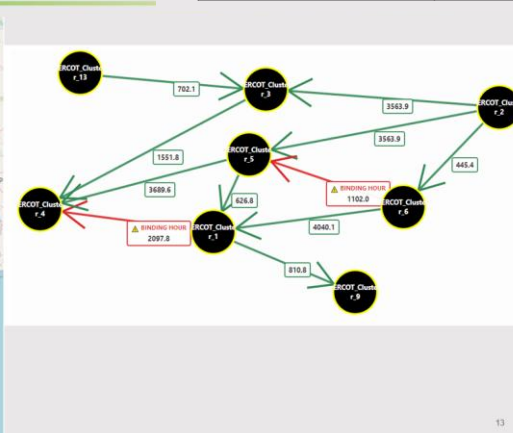 ERCOT_Cluste
r_13
702.1
ERCOT_Cluste
r_3
3563.9
ERCOT_Clus
r_2
3563.9
1551.8
ERCOT_Cluste
r_5
445.4
3689.6
BINDING HOUR
1102.0
626.8
ERCOT_Cluste
r_4
ERCOT_Cluste
r_6
BINDING HOUR
2097.8
ERCOT_Cluste
r_1
4040.1
810.8
ERCOT_Cluste
r_9
13